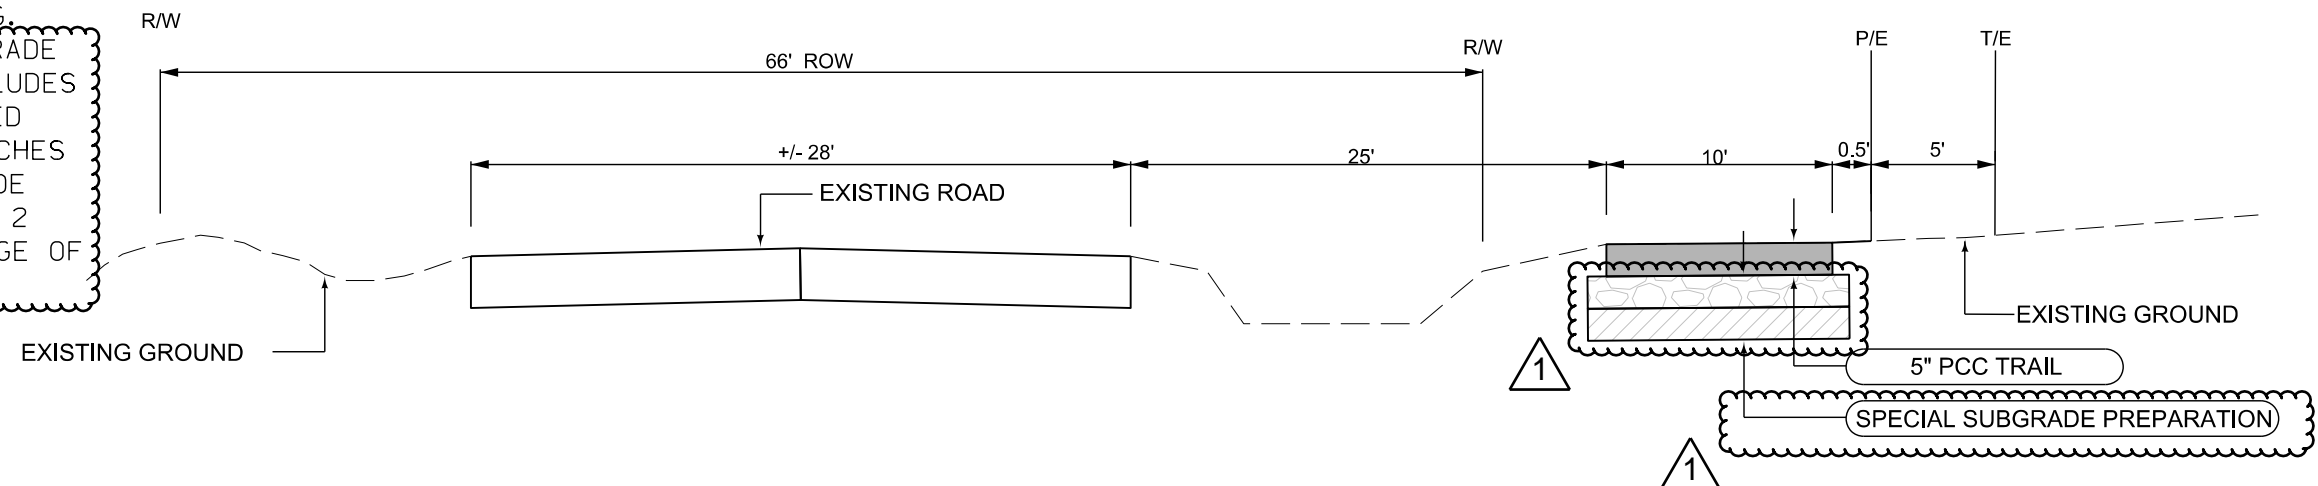 G.
RADE
LUDES
ED
CHES
DE
2
GE OF
R/W
66' ROW
R/W
P/E
T/E
+/- 28'
25'
10'
0.5'
5'
EXISTING ROAD
EXISTING GROUND
EXISTING GROUND
1
5" PCC TRAIL
SPECIAL SUBGRADE PREPARATION
1